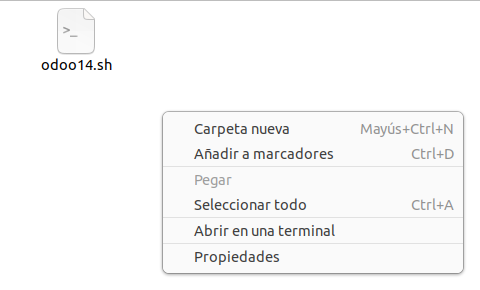 >_
odoo14.sh
Carpeta nueva Mayús+Ctrl+N
Añadir a marcadores Ctrl+D
Pegar
Seleccionar todo Ctrl+A
Abrir en una terminal
Propiedades